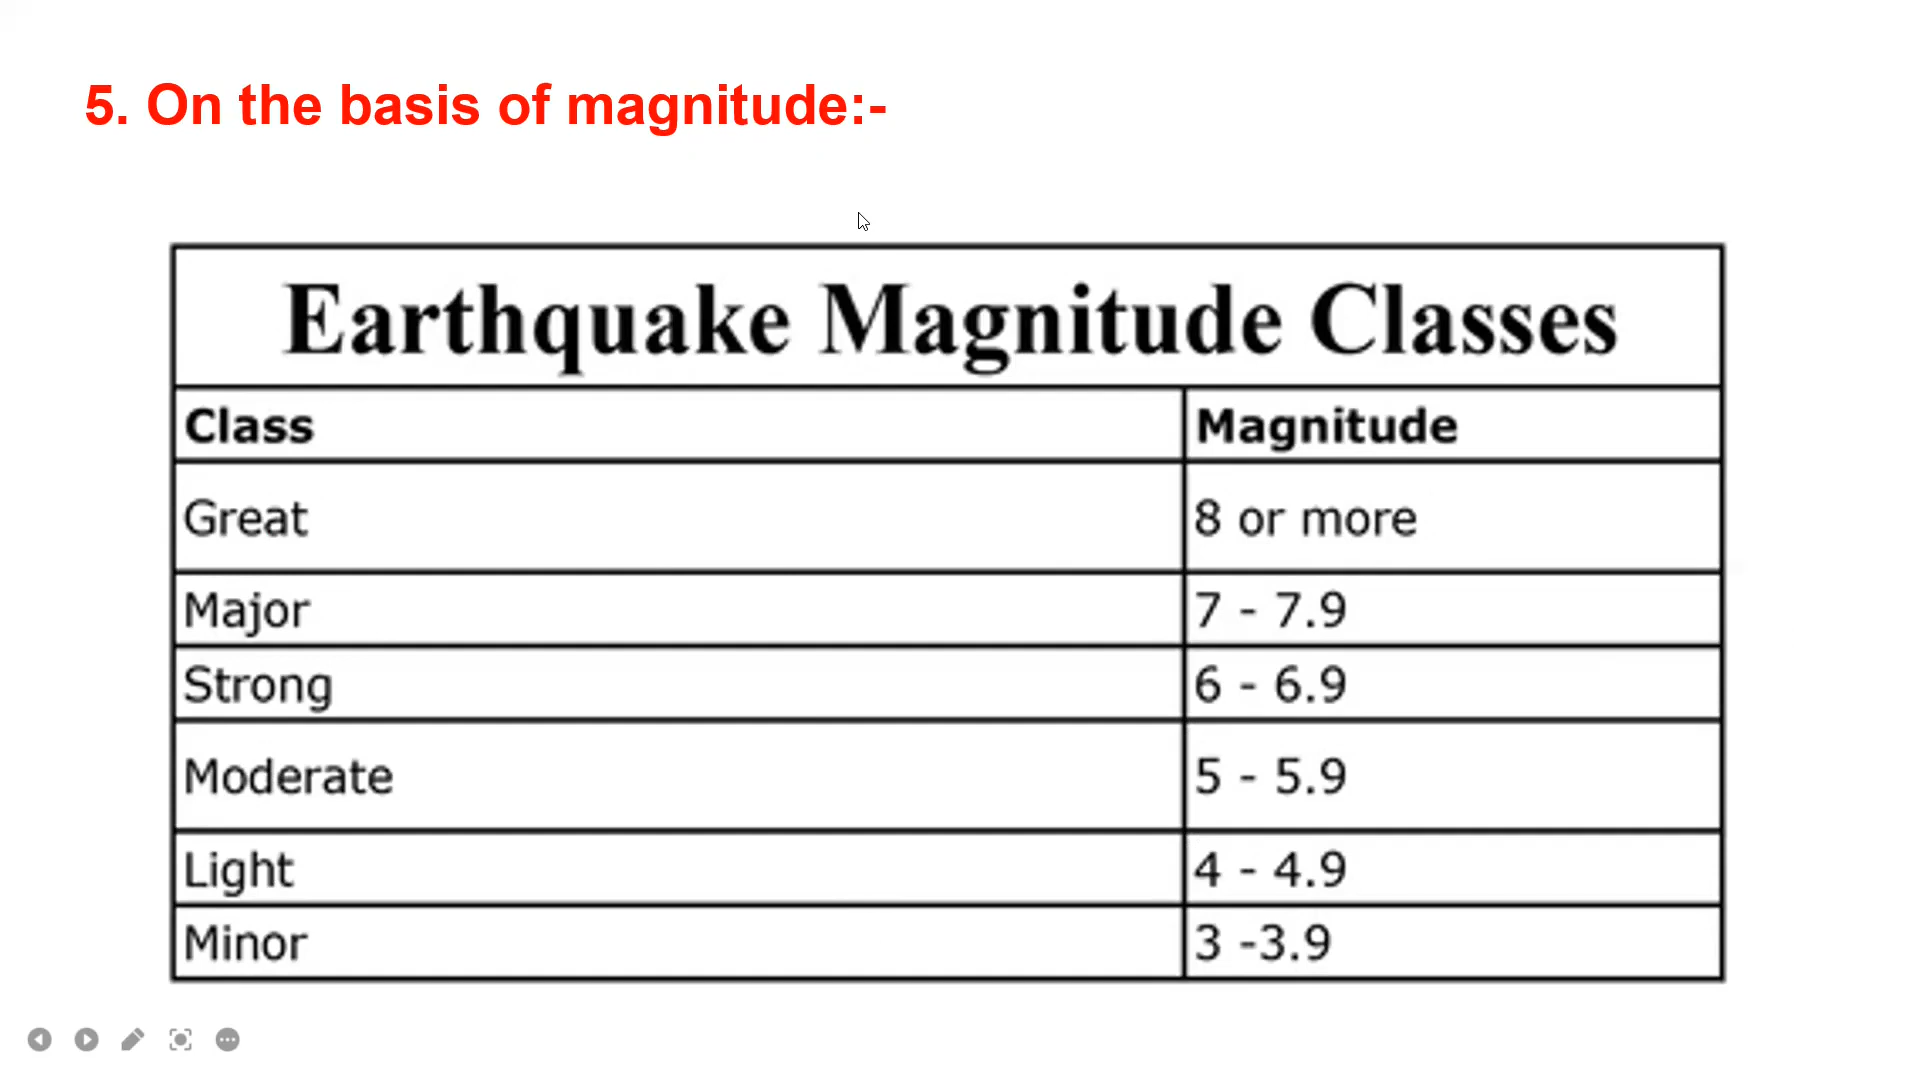 5. On the basis of magnitude:-
Earthquake Magnitude Classes
Class Magnitude
Great 8 or more
Major 7 - 7.9
Strong 6 - 6.9
Moderate 5 - 5.9
Light 4 - 4.9
Minor 3 -3.9